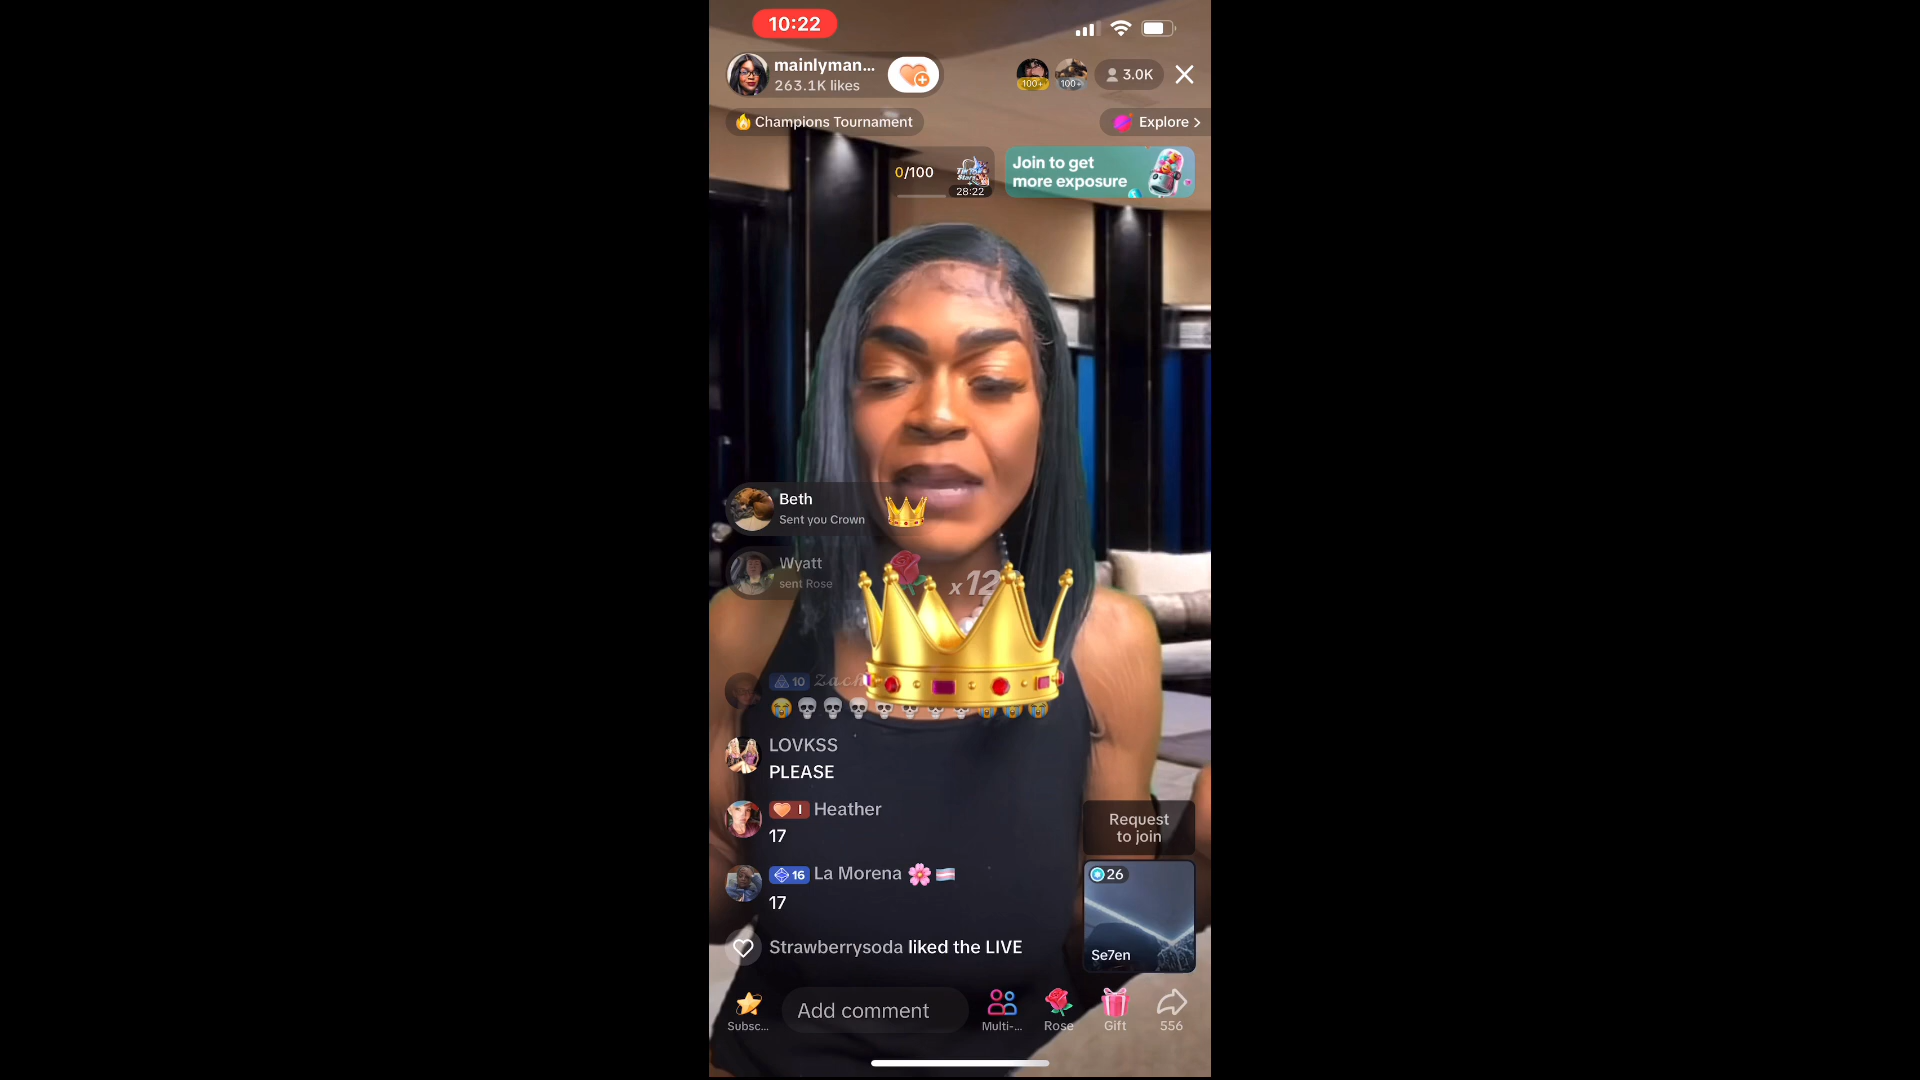 10:22
mainlyman...
263.1K likes
100+
100+
3.0K
Champions Tournament
Explore >
0/100
28:22
Join to get
more exposure
Beth
Sent you Crown
Wyatt
sent Rose
x12
10 Zach
LOVKSS
PLEASE
I Heather
17
16 La Morena
17
Strawberrysoda liked the LIVE
Request
to join
26
Se7en
Subsc...
Add comment
Multi-...
Rose
Gift
556